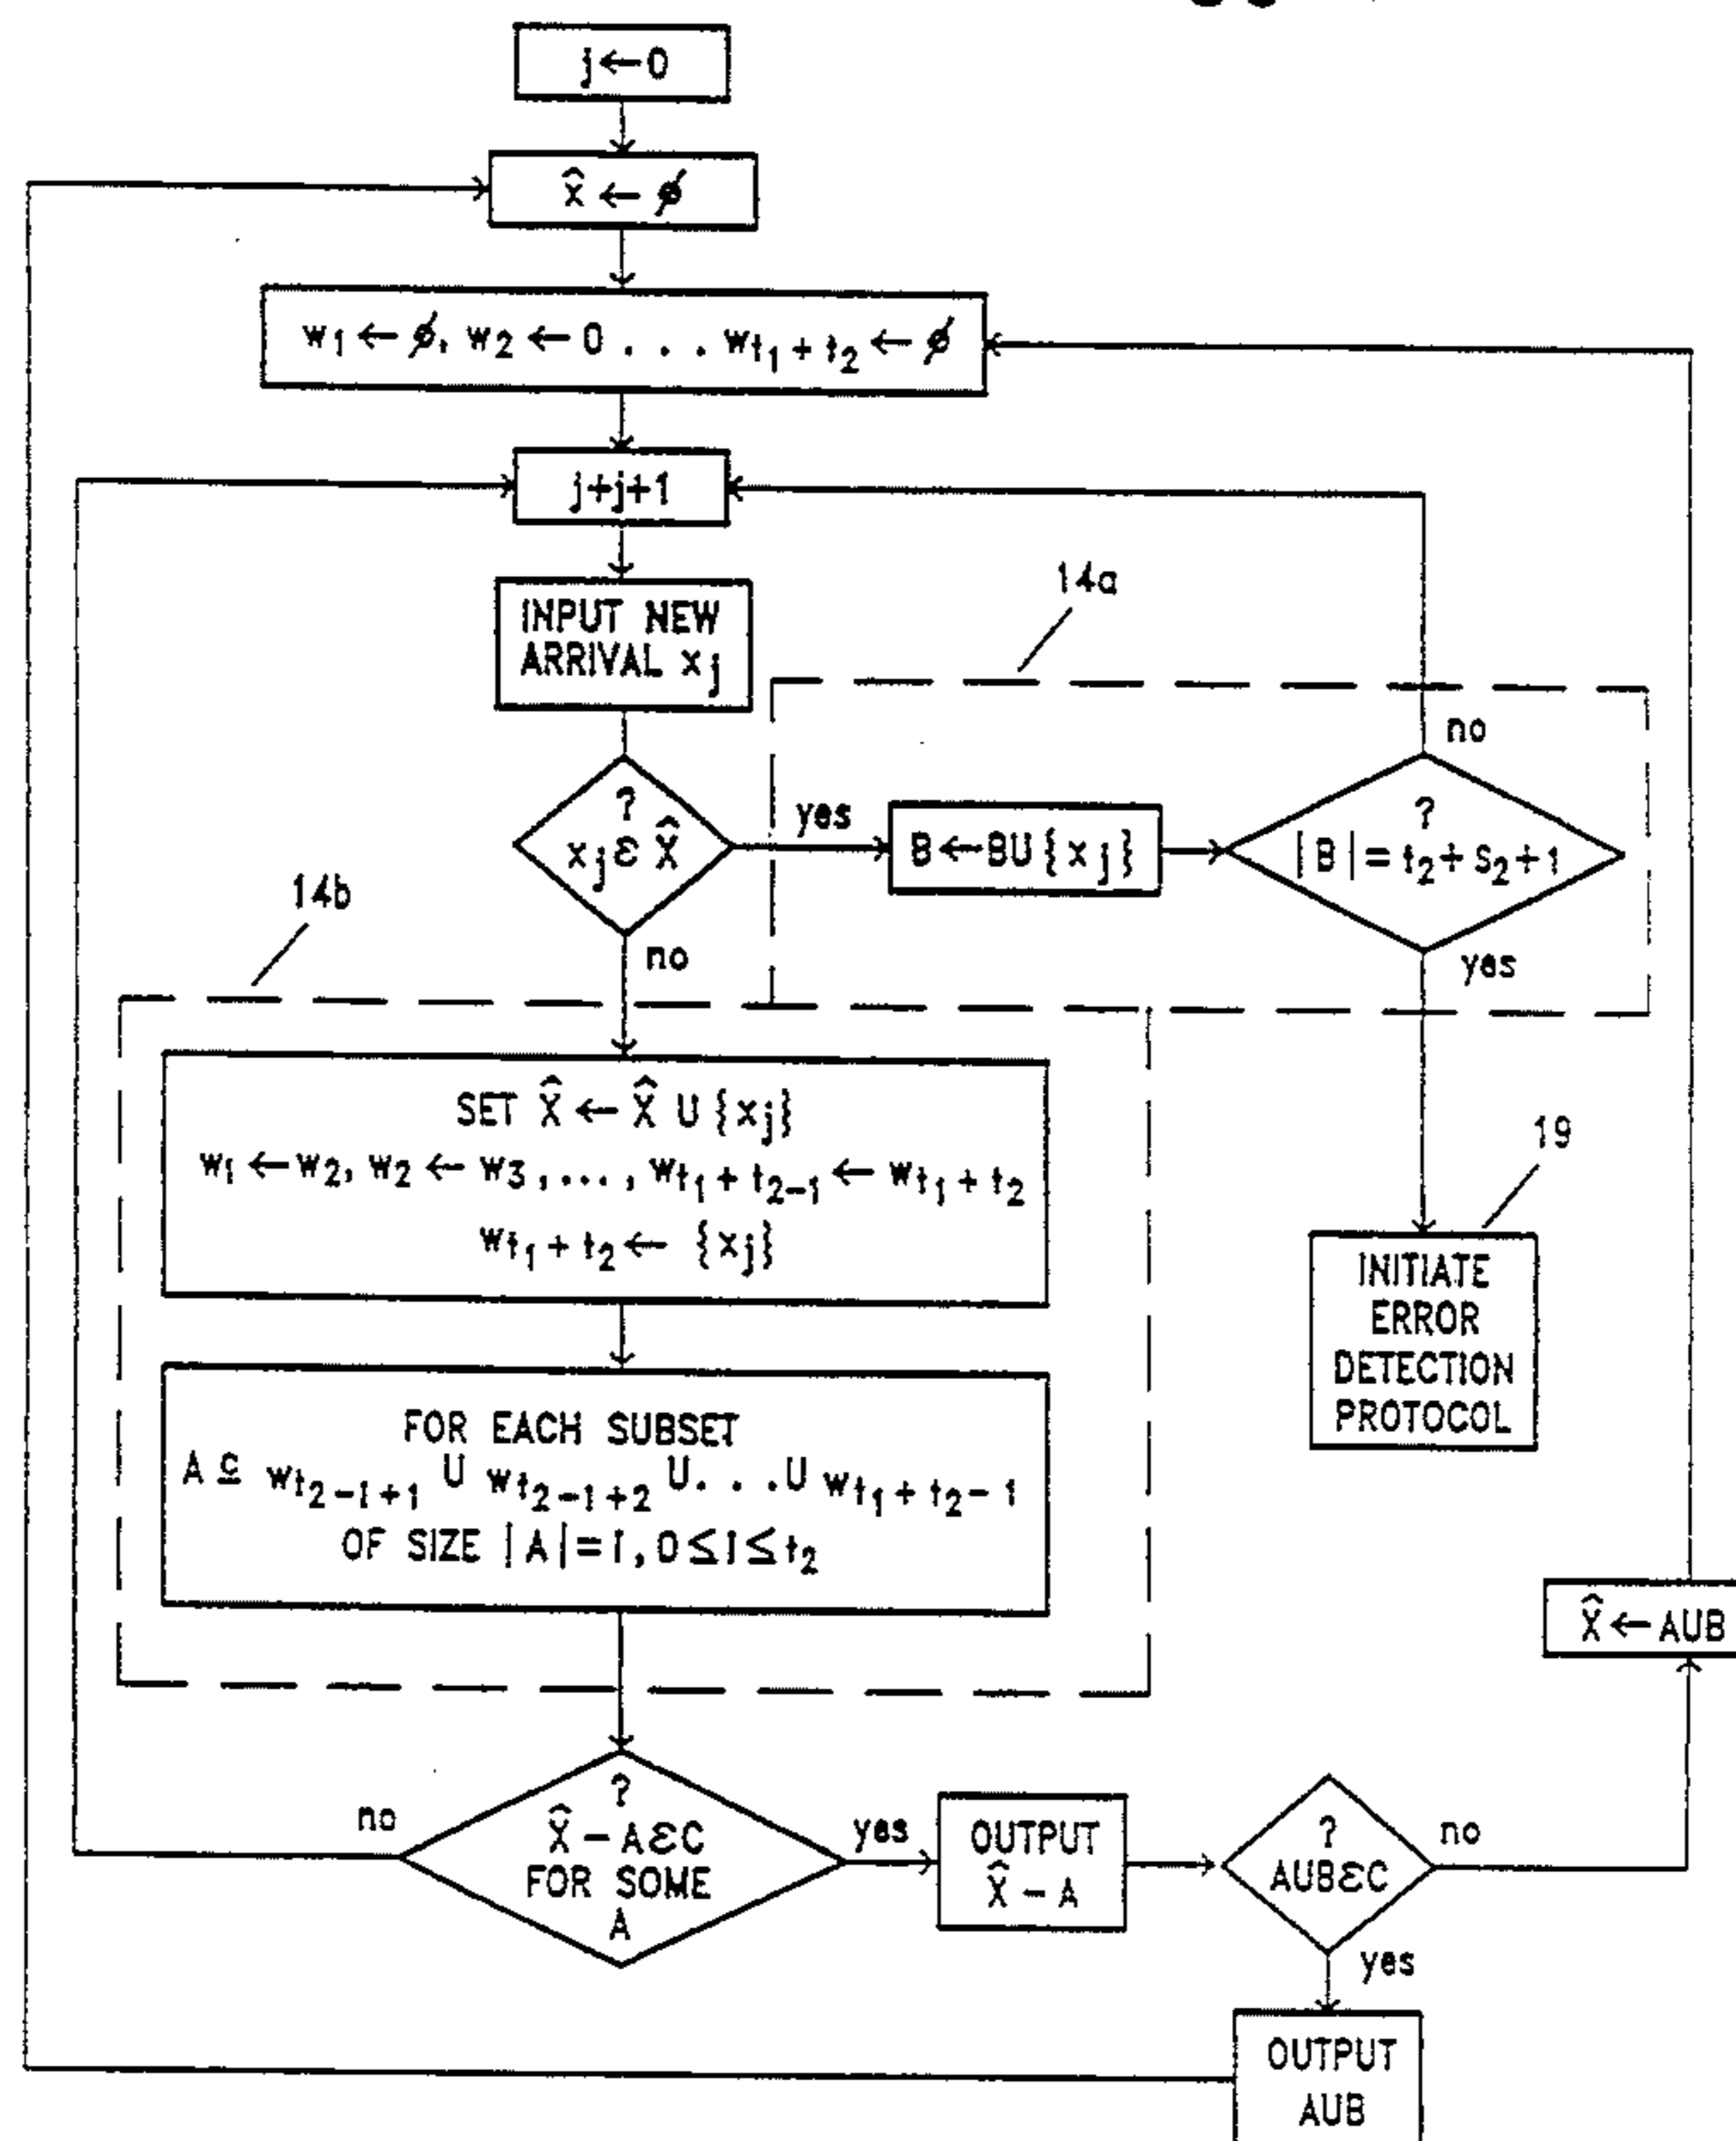 j←0
x̂ ← ∅
w₁ ← ∅, w₂ ← 0 . . . wₜ₁ ₊ ₜ₂ ← ∅
j+j+1
INPUT NEW
ARRIVAL xⱼ
14a
no
?
xⱼ ε X̂
yes
B←BU{xⱼ}
?
|B|= t₂+s₂+1
14b
no
yes
SET X̂ ← X̂ U {xⱼ}
w₁ ←w₂, w₂ ← w₃ ,..., wₜ₁ ₊ ₜ₂₋₁ ← wₜ₁ ₊ ₜ₂
wₜ₁ ₊ ₜ₂ ← {xⱼ}
19
INITIATE
ERROR
DETECTION
PROTOCOL
FOR EACH SUBSET
A ⊆ wₜ₂₋ₗ₊₁ U wₜ₂₋ₗ₊₂ U. . .U wₜ₁ ₊ ₜ₂₋ ₁
OF SIZE |A|=l, 0≤l≤t₂
X̂ ←AUB
no
?
X̂ – AεC
FOR SOME
A
yes
OUTPUT
X̂ – A
?
AUBεC
no
yes
OUTPUT
AUB